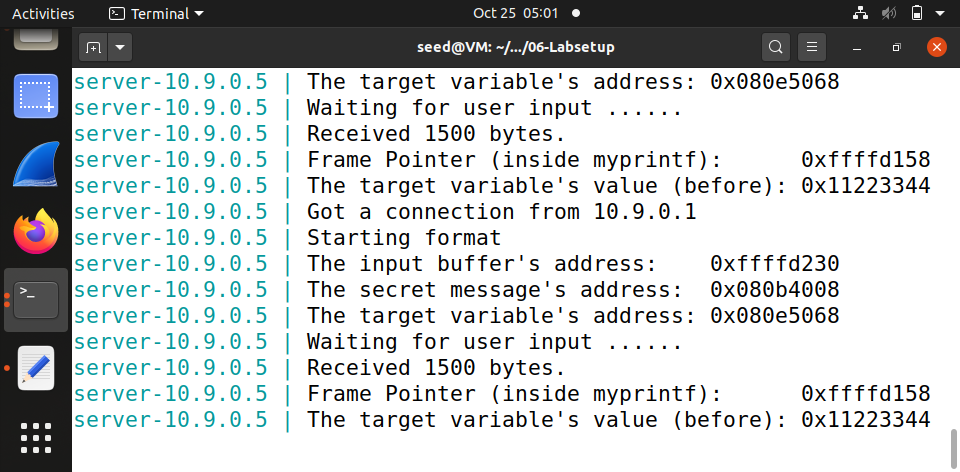 Activities Terminal Oct 25 05:01
seed@VM: ~/.../06-Labsetup
server-10.9.0.5 | The target variable's address: 0x080e5068
server-10.9.0.5 | Waiting for user input ......
server-10.9.0.5 | Received 1500 bytes.
server-10.9.0.5 | Frame Pointer (inside myprintf):      0xffffd158
server-10.9.0.5 | The target variable's value (before): 0x11223344
server-10.9.0.5 | Got a connection from 10.9.0.1
server-10.9.0.5 | Starting format
server-10.9.0.5 | The input buffer's address:    0xffffd230
server-10.9.0.5 | The secret message's address:  0x080b4008
server-10.9.0.5 | The target variable's address: 0x080e5068
server-10.9.0.5 | Waiting for user input ......
server-10.9.0.5 | Received 1500 bytes.
server-10.9.0.5 | Frame Pointer (inside myprintf):      0xffffd158
server-10.9.0.5 | The target variable's value (before): 0x11223344